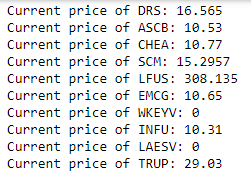 Current price of DRS: 16.565
Current price of ASCB: 10.53
Current price of CHEA: 10.77
Current price of SCM: 15.2957
Current price of LFUS: 308.135
Current price of EMCG: 10.65
Current price of WKEYV: 0
Current price of INFU: 10.31
Current price of LAESV: 0
Current price of TRUP: 29.03